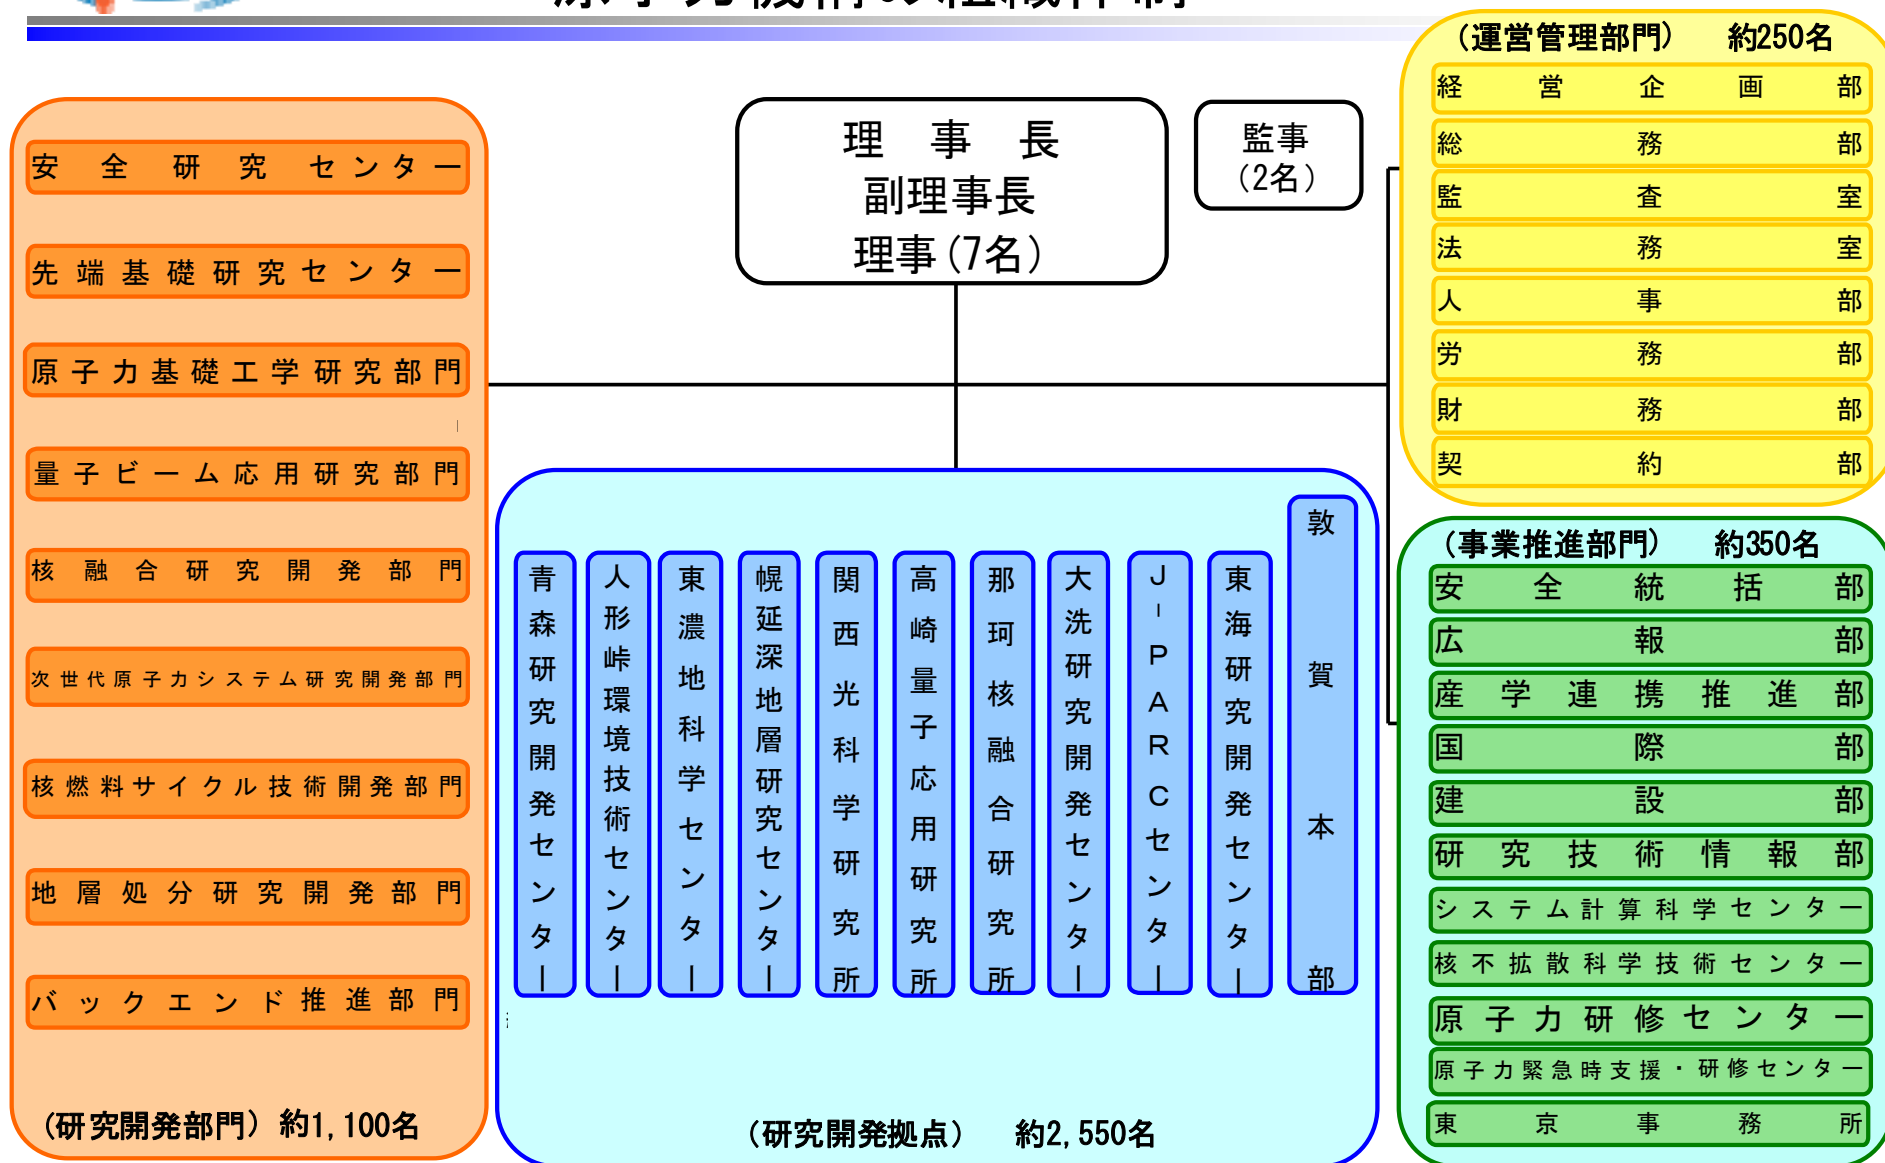 原子力機構の組織体制
(運営管理部門) 約250名
経営企画部
総務部
監査室
法務室
人事部
労務部
財務部
契約部
理事長
副理事長
理事(7名)
監事
(2名)
安全研究センター
先端基礎研究センター
原子力基礎工学研究部門
量子ビーム応用研究部門
核融合研究開発部門
次世代原子力システム研究開発部門
核燃料サイクル技術開発部門
地層処分研究開発部門
バックエンド推進部門
(研究開発部門) 約1,100名
青森研究開発センター
人形峠環境技術センター
東濃地科学センター
幌延深地層研究センター
関西光科学研究所
高崎量子応用研究所
那珂核融合研究所
大洗研究開発センター
J-PARCセンター
東海研究開発センター
敦賀本部
(研究開発拠点) 約2,550名
(事業推進部門) 約350名
安全統括部
広報部
産学連携推進部
国際部
建設部
研究技術情報部
システム計算科学センター
核不拡散科学技術センター
原子力研修センター
原子力緊急時支援・研修センター
東京事務所